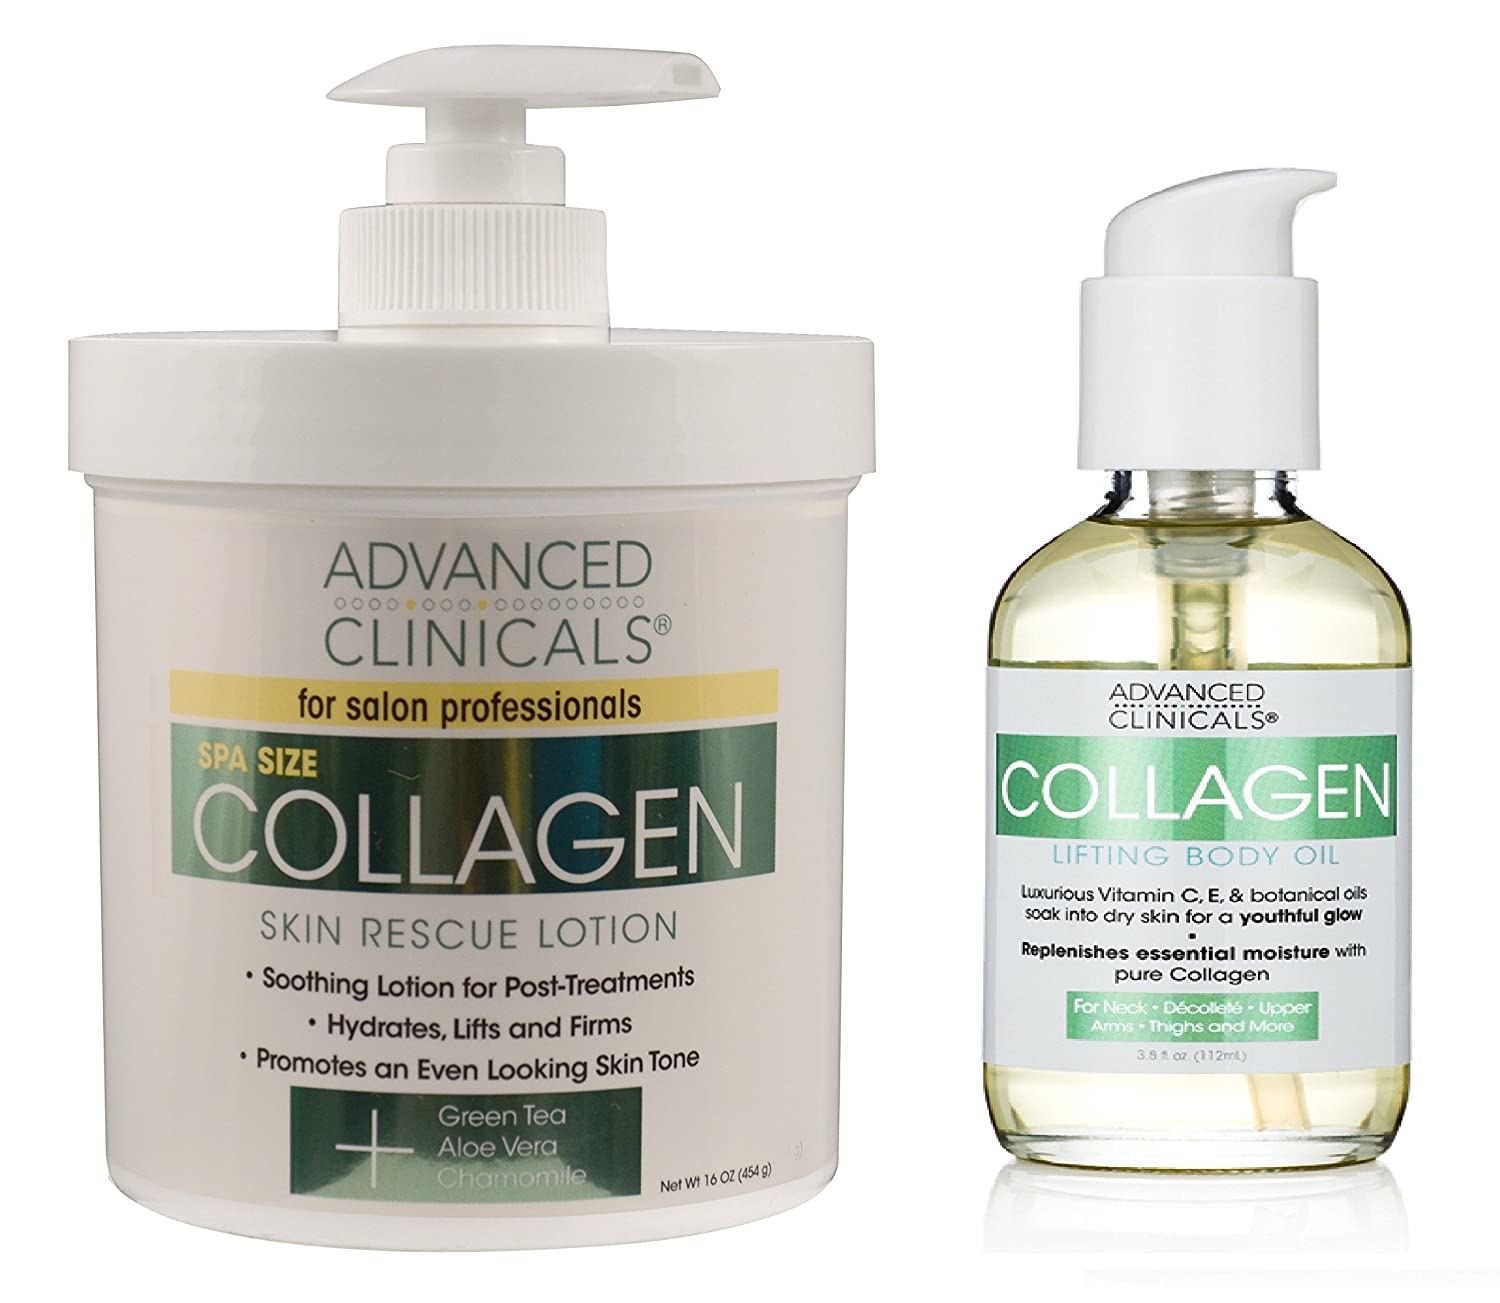 ADVANCED
CLINICALS®
for salon professionals
SPA SIZE
COLLAGEN
SKIN RESCUE LOTION
• Soothing Lotion for Post-Treatments
• Hydrates, Lifts and Firms
• Promotes an Even Looking Skin Tone
+
Green Tea
Aloe Vera
Chamomile
Net Wt 16 OZ (454 g)
ADVANCED
CLINICALS®
COLLAGEN
LIFTING BODY OIL
Luxurious Vitamin C, E, & botanical oils
soak into dry skin for a youthful glow
•
Replenishes essential moisture with
pure Collagen
For Neck • Décolleté • Upper
Arms • Thighs and More
3.8 fl. oz. (112mL)